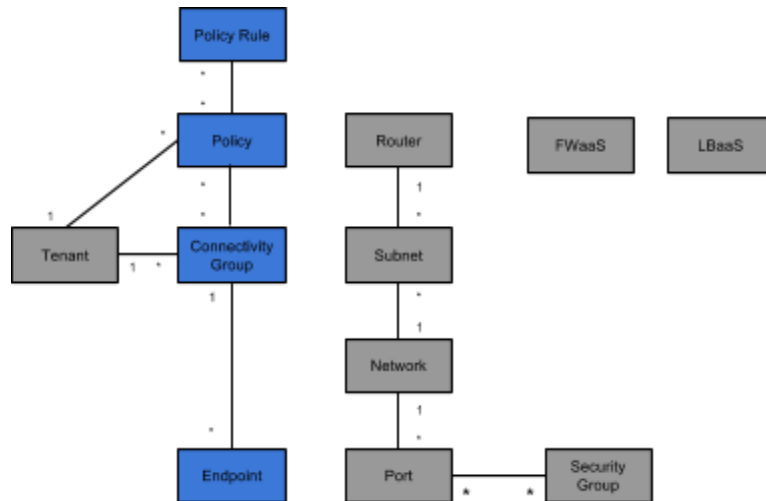 Policy Rule
*
*
Policy
Router
FWaaS
LBaaS
*
*
1
1
*
*
Tenant
Connectivity
Group
Subnet
1
*
1
*
1
Network
1
*
*
Endpoint
Port
Security
Group
*
*